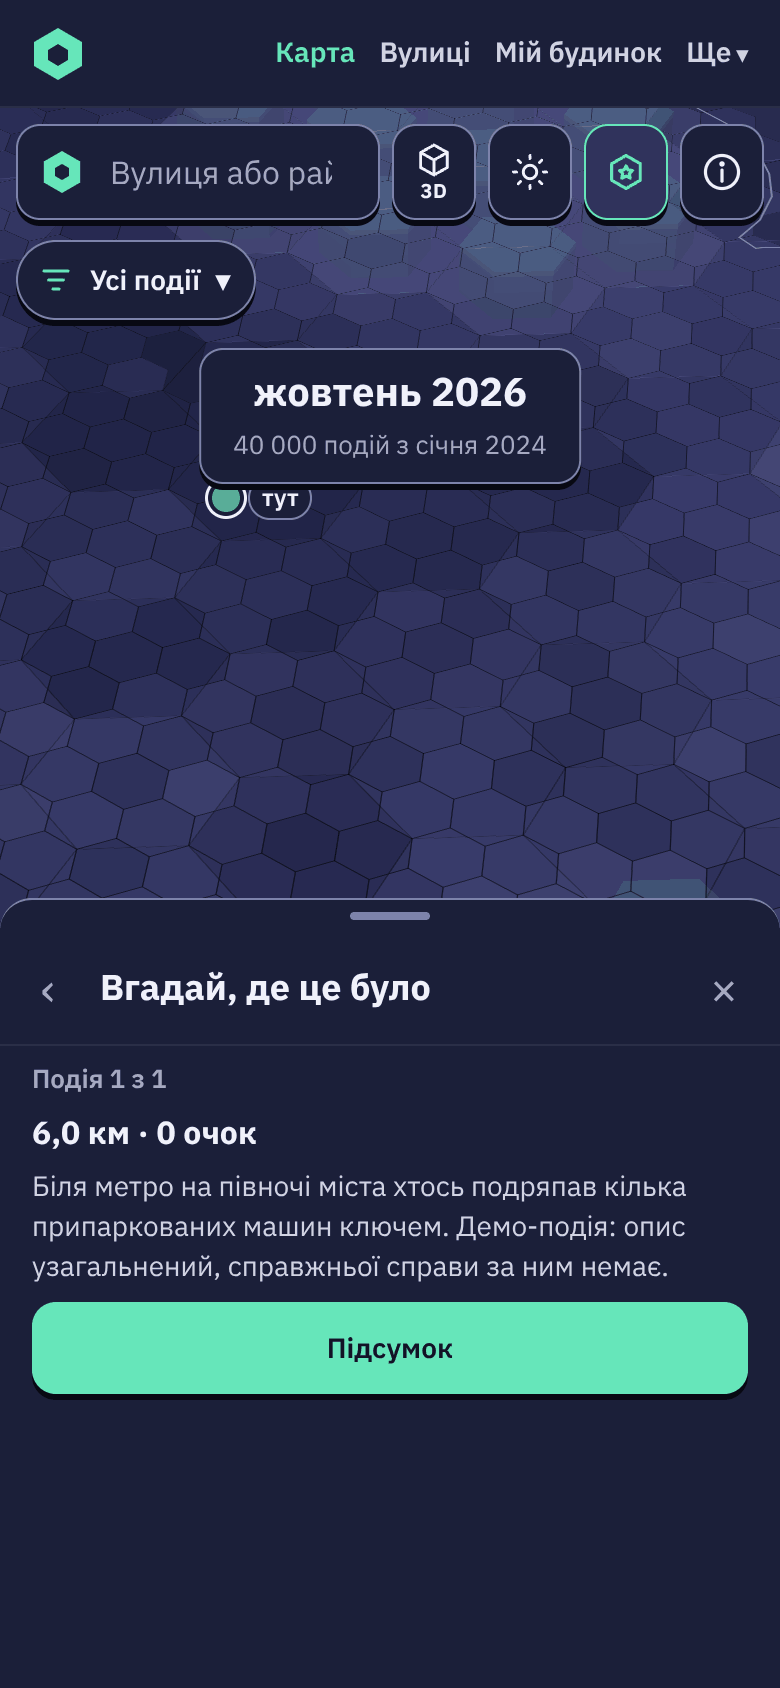 Карта Вулиці Мій будинок Ще ▾
Вулиця або рай
3D
Усі події ▼
жовтень 2026
40 000 подій з січня 2024
тут
Вгадай, де це було
Подія 1 з 1
6,0 км · 0 очок
Біля метро на півночі міста хтось подряпав кілька
припаркованих машин ключем. Демо-подія: опис
узагальнений, справжньої справи за ним немає.
Підсумок